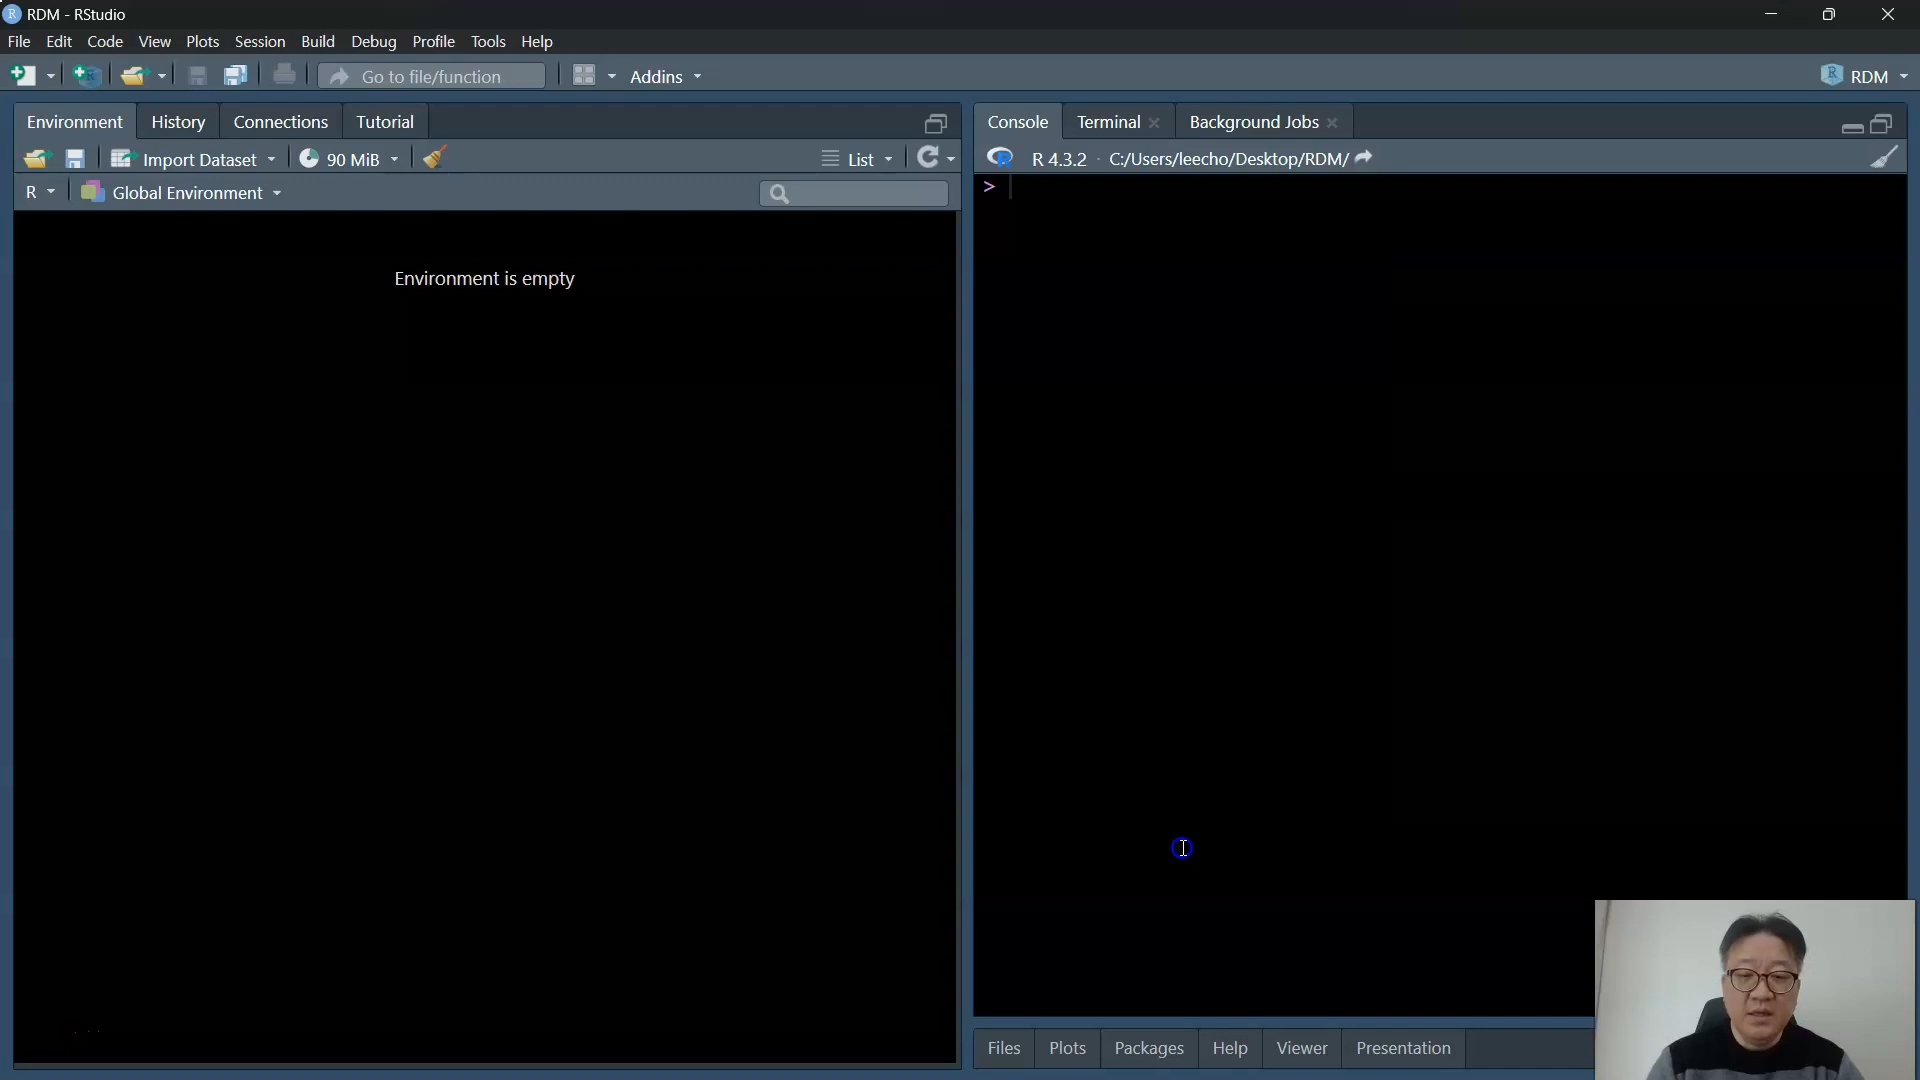 RDM - RStudio
File Edit Code View Plots Session Build Debug Profile Tools Help
Go to file/function Addins RDM
Environment History Connections Tutorial
Import Dataset 90 MiB List
R Global Environment
Environment is empty
Console Terminal Background Jobs
R 4.3.2 · C:/Users/leecho/Desktop/RDM/
>
Files Plots Packages Help Viewer Presentation